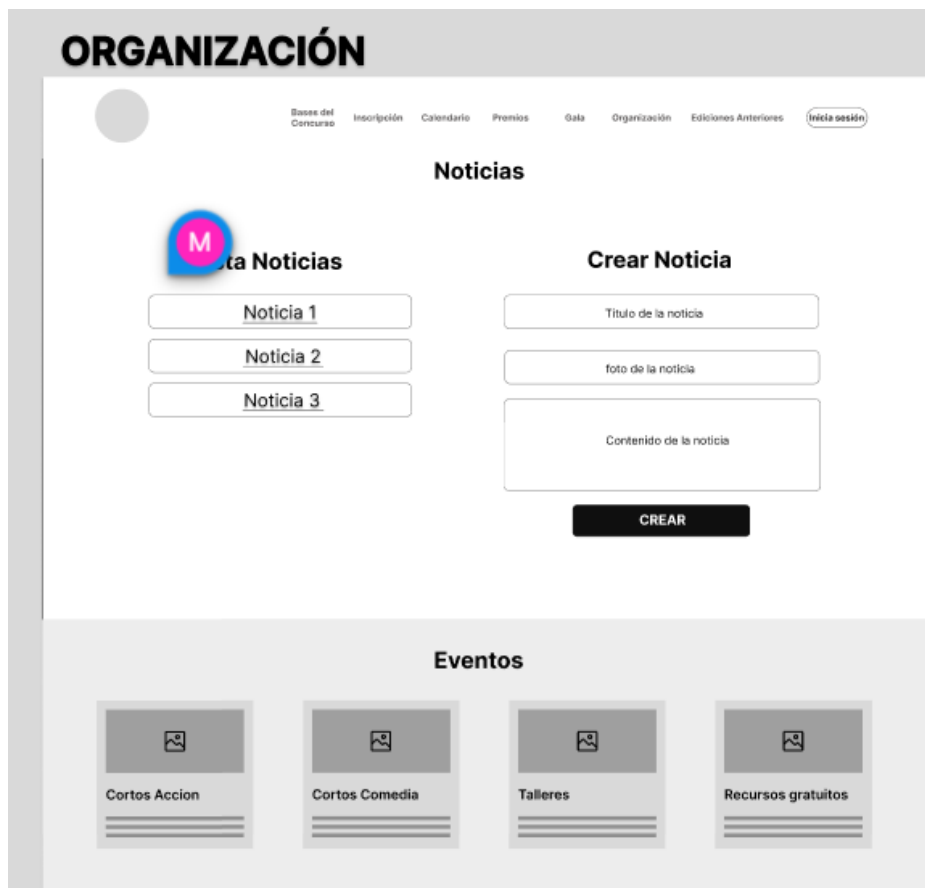 ORGANIZACIÓN
Bases del
Concurso
Inscripción
Calendario
Premios
Gala
Organización
Ediciones Anteriores
Inicia sesión
Noticias
M
ta Noticias
Noticia 1
Noticia 2
Noticia 3
Crear Noticia
Titulo de la noticia
foto de la noticia
Contenido de la noticia
CREAR
Eventos
Cortos Accion
Cortos Comedia
Talleres
Recursos gratuitos